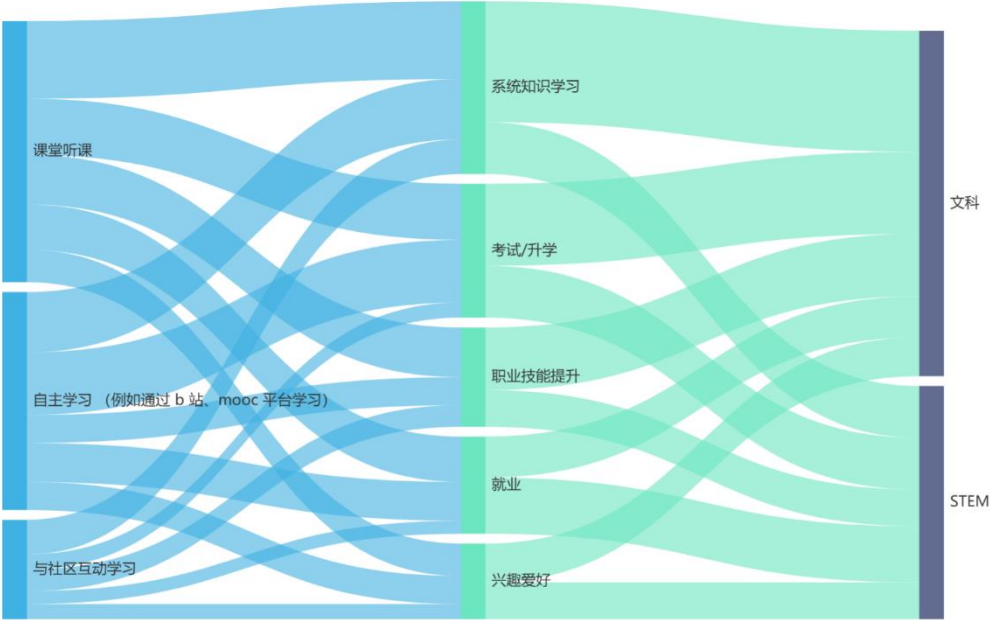 课堂听课
自主学习 （例如通过 b 站、mooc 平台学习）
与社区互动学习
系统知识学习
考试/升学
职业技能提升
就业
兴趣爱好
文科
STEM